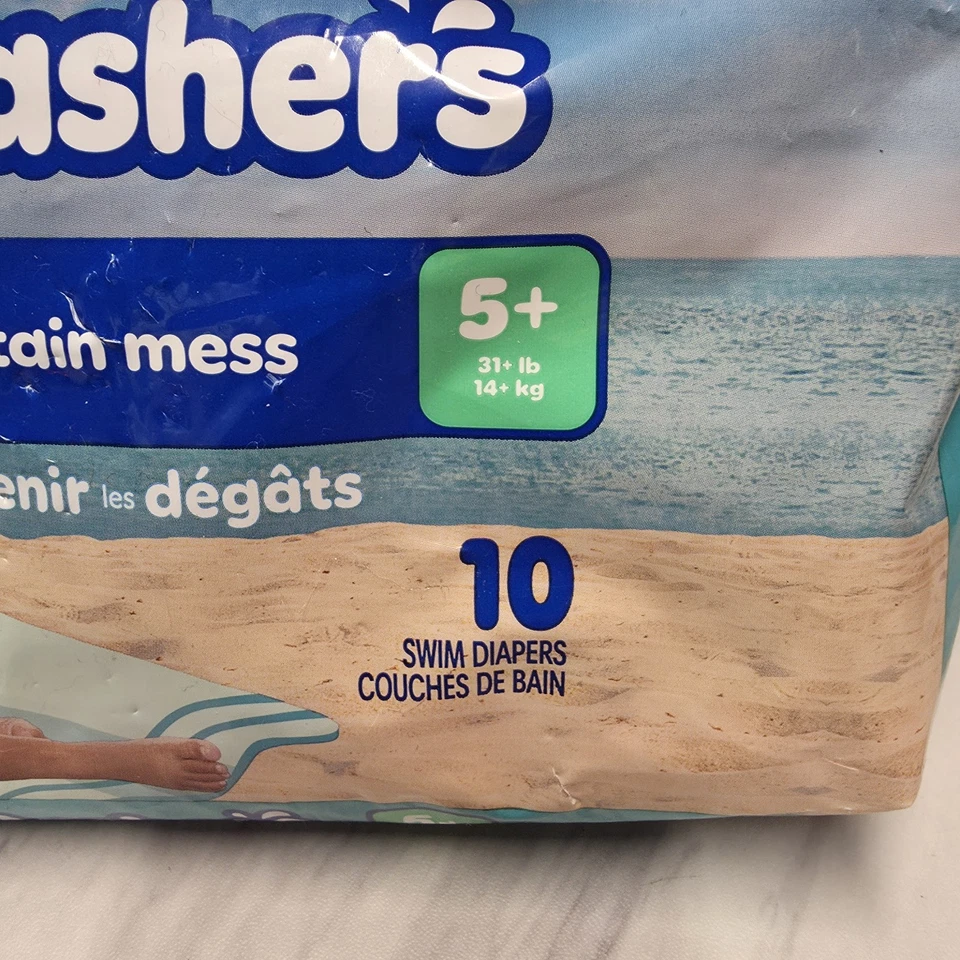 ashers
tain mess
5+
31+ lb
14+ kg
enir les dégâts
10
SWIM DIAPERS
COUCHES DE BAIN